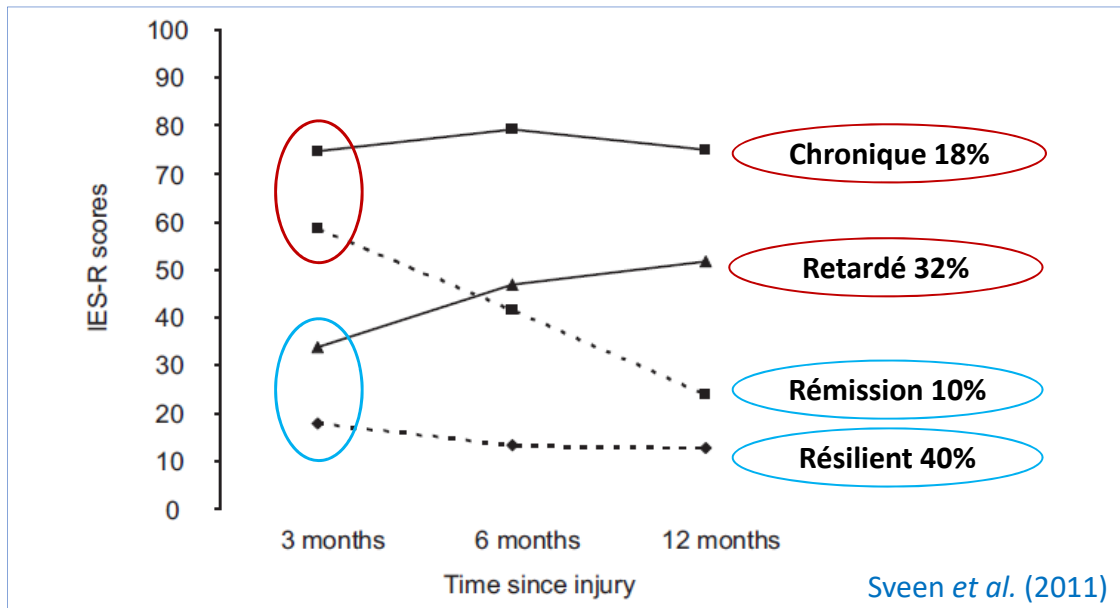 100
90
80
70
60
50
40
30
20
10
0
IES-R scores
3 months
6 months
12 months
Time since injury
Chronique 18%
Retardé 32%
Rémission 10%
Résilient 40%
Sveen et al. (2011)